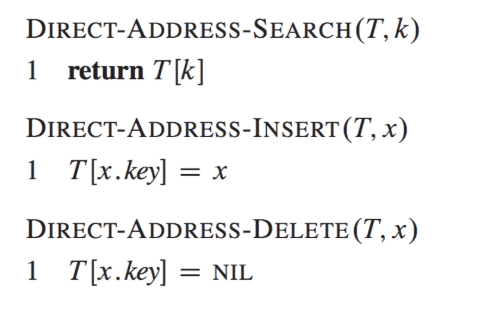 DIRECT-ADDRESS-SEARCH(T, k)
1 return T[k]
DIRECT-ADDRESS-INSERT(T, x)
1 T[x.key] = x
DIRECT-ADDRESS-DELETE(T, x)
1 T[x.key] = NIL